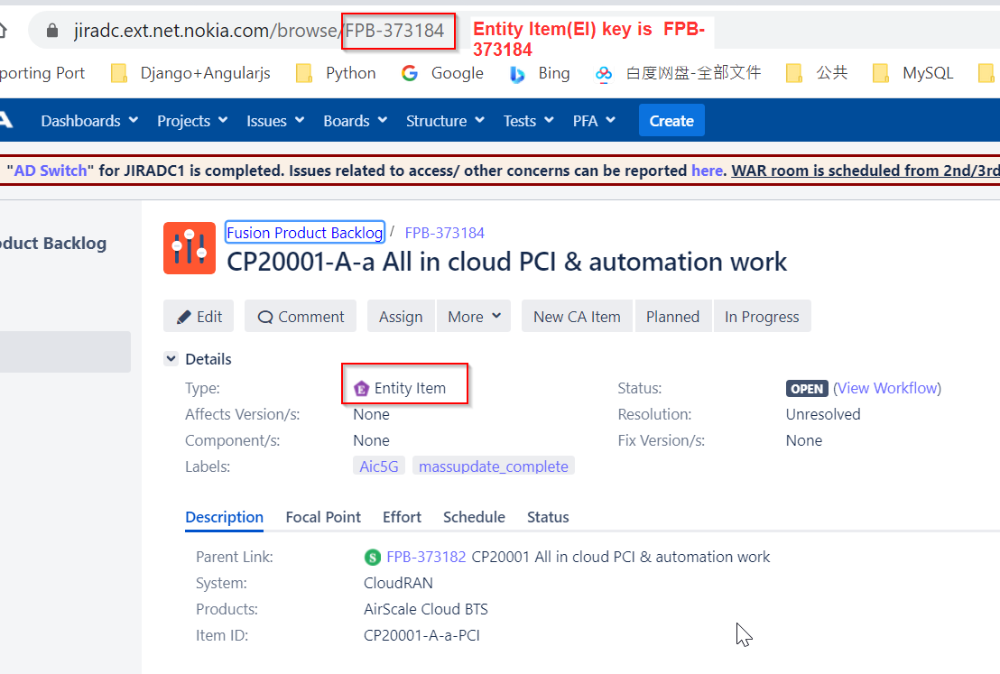 jiradc.ext.net.nokia.com/browse/FPB-373184
Entity Item(EI) key is FPB-
373184
porting Port Django+Angularjs Python Google Bing 白度网盘-全部文件 公共 MySQL
A Dashboards Projects Issues Boards Structure Tests PFA Create
"AD Switch" for JIRADC1 is completed. Issues related to access/ other concerns can be reported here. WAR room is scheduled from 2nd/3rd
oduct Backlog
Fusion Product Backlog / FPB-373184
CP20001-A-a All in cloud PCI & automation work
Edit Comment Assign More New CA Item Planned In Progress
Details
Type: E Entity Item Status: OPEN (View Workflow)
Affects Version/s: None Resolution: Unresolved
Component/s: None Fix Version/s: None
Labels: Aic5G massupdate_complete
Description Focal Point Effort Schedule Status
Parent Link: S FPB-373182 CP20001 All in cloud PCI & automation work
System: CloudRAN
Products: AirScale Cloud BTS
Item ID: CP20001-A-a-PCI